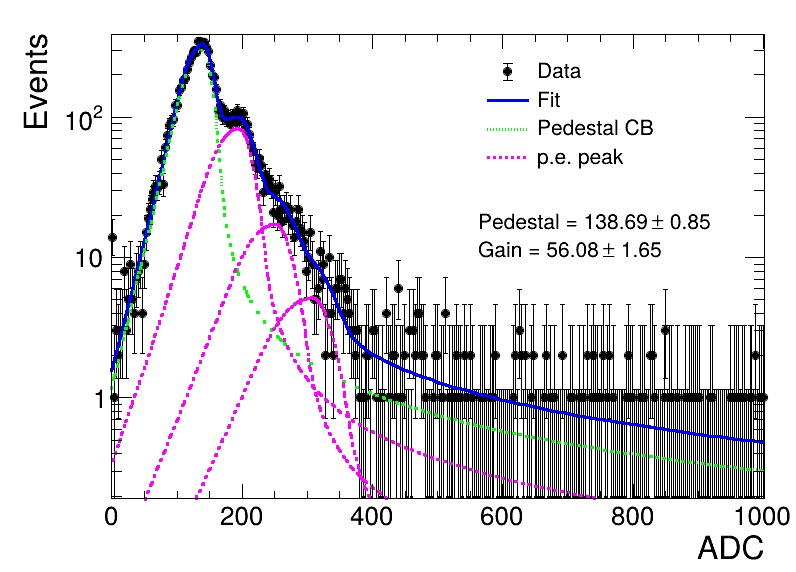 Events
10²
10
1
Data
Fit
Pedestal CB
p.e. peak
Pedestal = 138.69 ± 0.85
Gain = 56.08 ± 1.65
0 200 400 600 800 1000
ADC